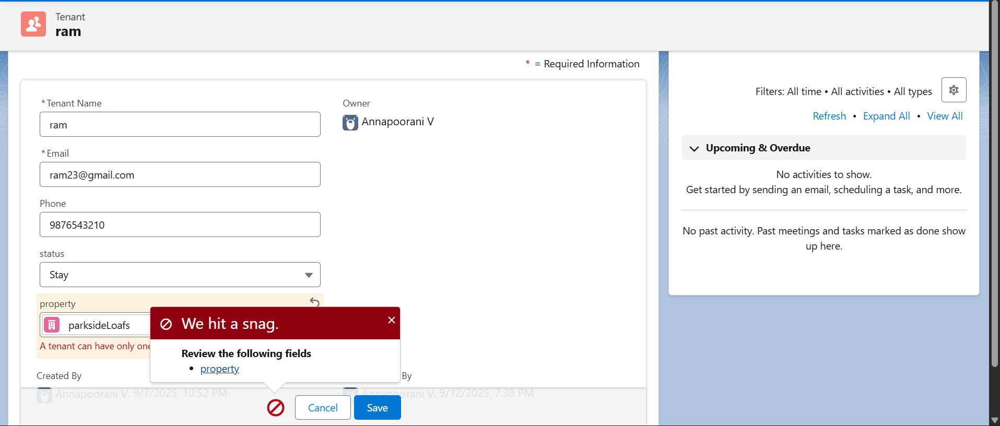 Tenant
ram
* = Required Information
*Tenant Name
ram
Owner
Annapoorani V
*Email
ram23@gmail.com
Phone
9876543210
status
Stay
property
parksideLoafs
A tenant can have only one
We hit a snag.
Review the following fields
• property
Created By
Annapoorani V, 9/7/2025, 10:52 PM
By
Annapoorani V, 9/12/2025, 7:38 PM
Cancel
Save
Filters: All time • All activities • All types
Refresh • Expand All • View All
Upcoming & Overdue
No activities to show.
Get started by sending an email, scheduling a task, and more.
No past activity. Past meetings and tasks marked as done show
up here.